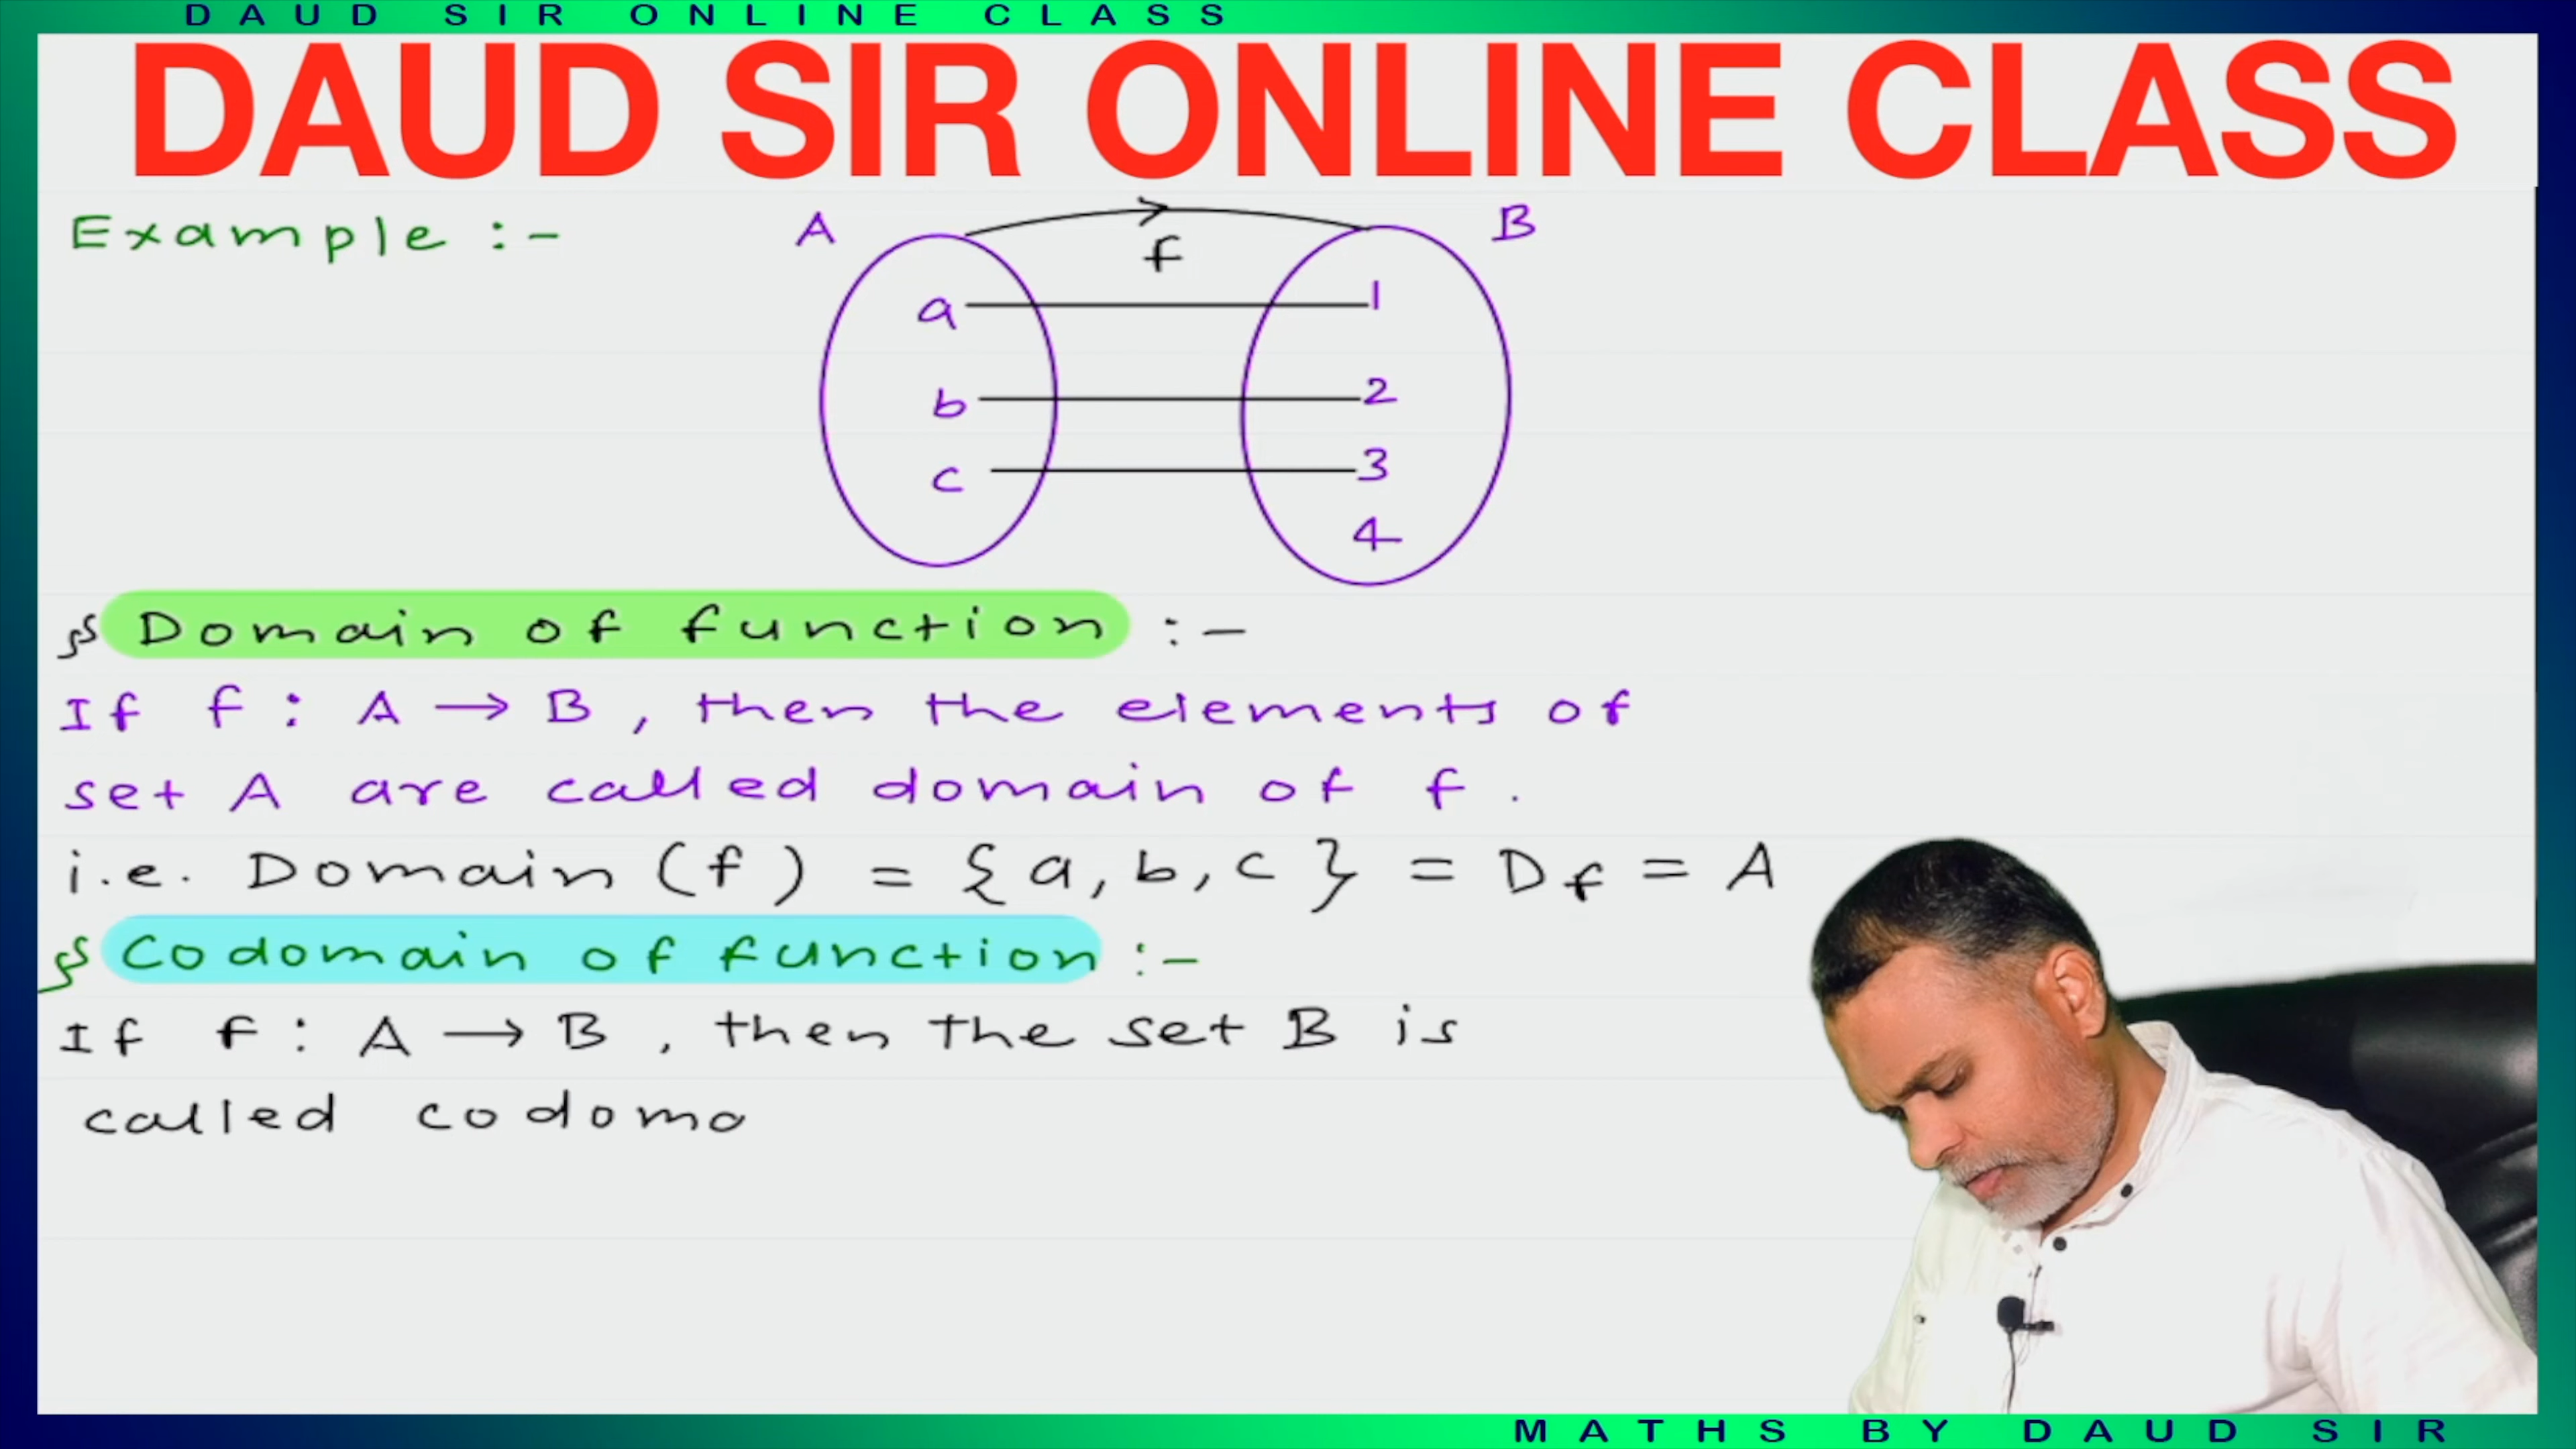 DAUD SIR ONLINE CLASS
DAUD SIR ONLINE CLASS
Example :-
A f B
a 1
b 2
c 3
4
Domain of function :-
If f : A → B , then the elements of
set A are called domain of f .
i.e. Domain (f) = {a, b, c } = Df = A
Codomain of function :-
If f : A → B , then the set B is
called codoma
MATHS BY DAUD SIR